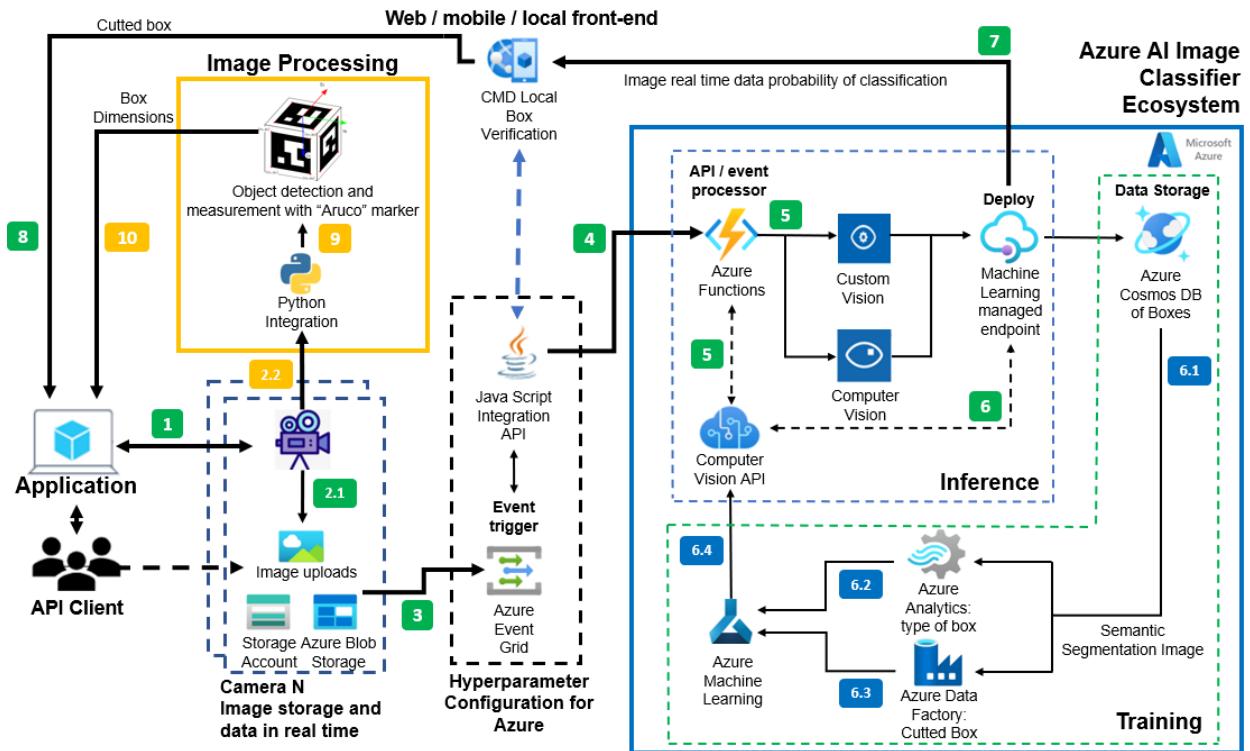 Cutted box
Web / mobile / local front-end
7
Azure AI Image
Classifier
Ecosystem
Image Processing
Image real time data probability of classification
CMD Local
Box
Verification
Box
Dimensions
Microsoft
Azure
Object detection and
measurement with “Aruco” marker
API / event
processor
Deploy
Data Storage
8
10
9
4
5
Python
Integration
Azure
Functions
Custom
Vision
Machine
Learning
managed
endpoint
Azure
Cosmos DB
of Boxes
2.2
Java Script
Integration
API
5
Computer
Vision
6
6.1
1
Application
2.1
Computer
Vision API
Inference
Event
trigger
Image uploads
API Client
3
Storage
Account
Azure Blob
Storage
Azure
Event
Grid
6.4
6.2
Azure
Analytics:
type of box
Semantic
Segmentation Image
Azure
Machine
Learning
6.3
Azure Data
Factory:
Cutted Box
Training
Camera N
Image storage and
data in real time
Hyperparameter
Configuration for
Azure